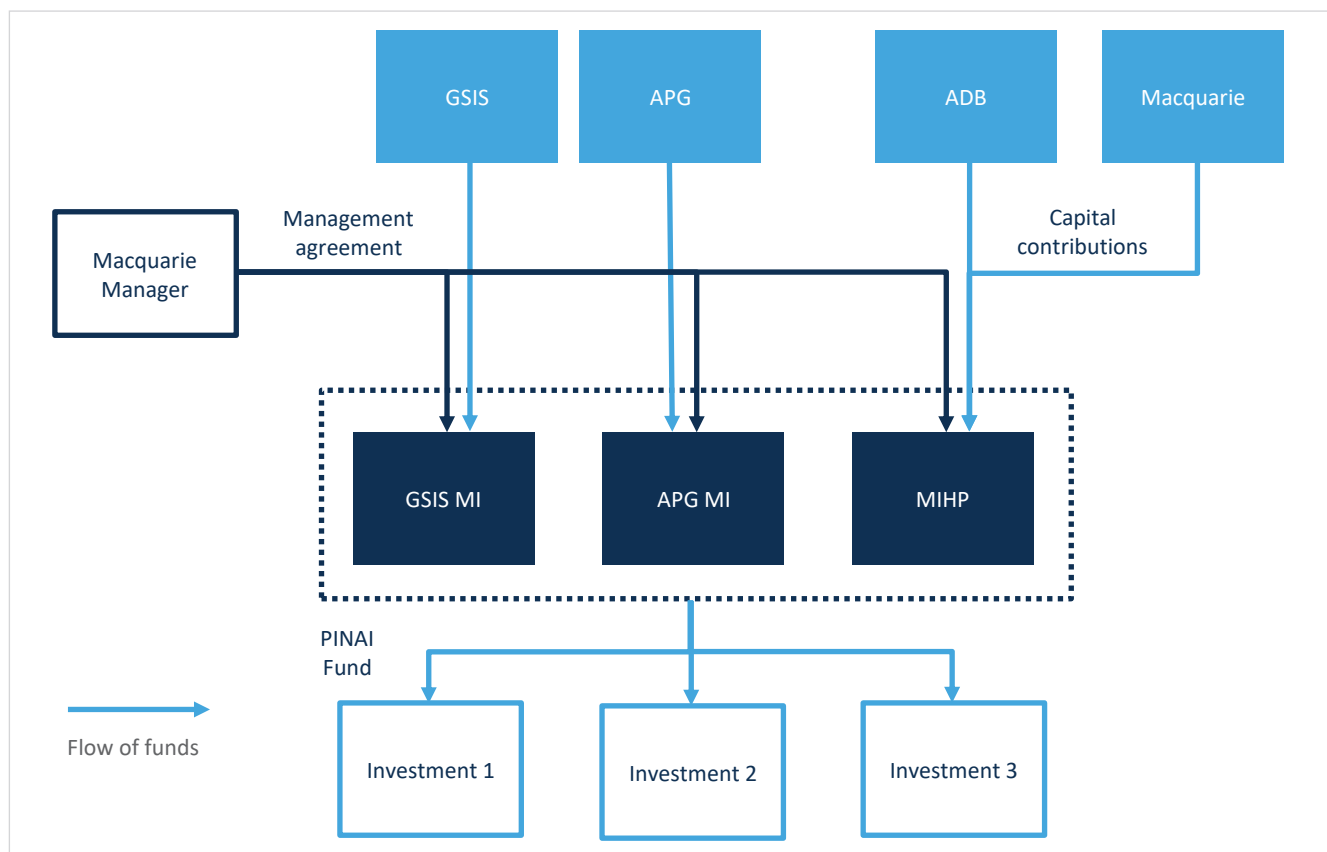 GSIS
APG
ADB
Macquarie
Management
agreement
Capital
contributions
Macquarie
Manager
GSIS MI
APG MI
MIHP
PINAI
Fund
Flow of funds
Investment 1
Investment 2
Investment 3